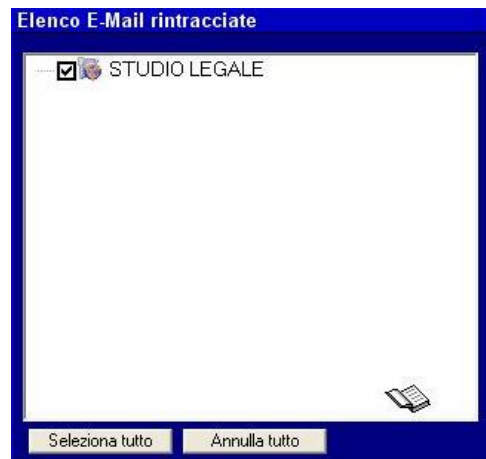 Elenco E-Mail rintracciate
STUDIO LEGALE
Seleziona tutto
Annulla tutto